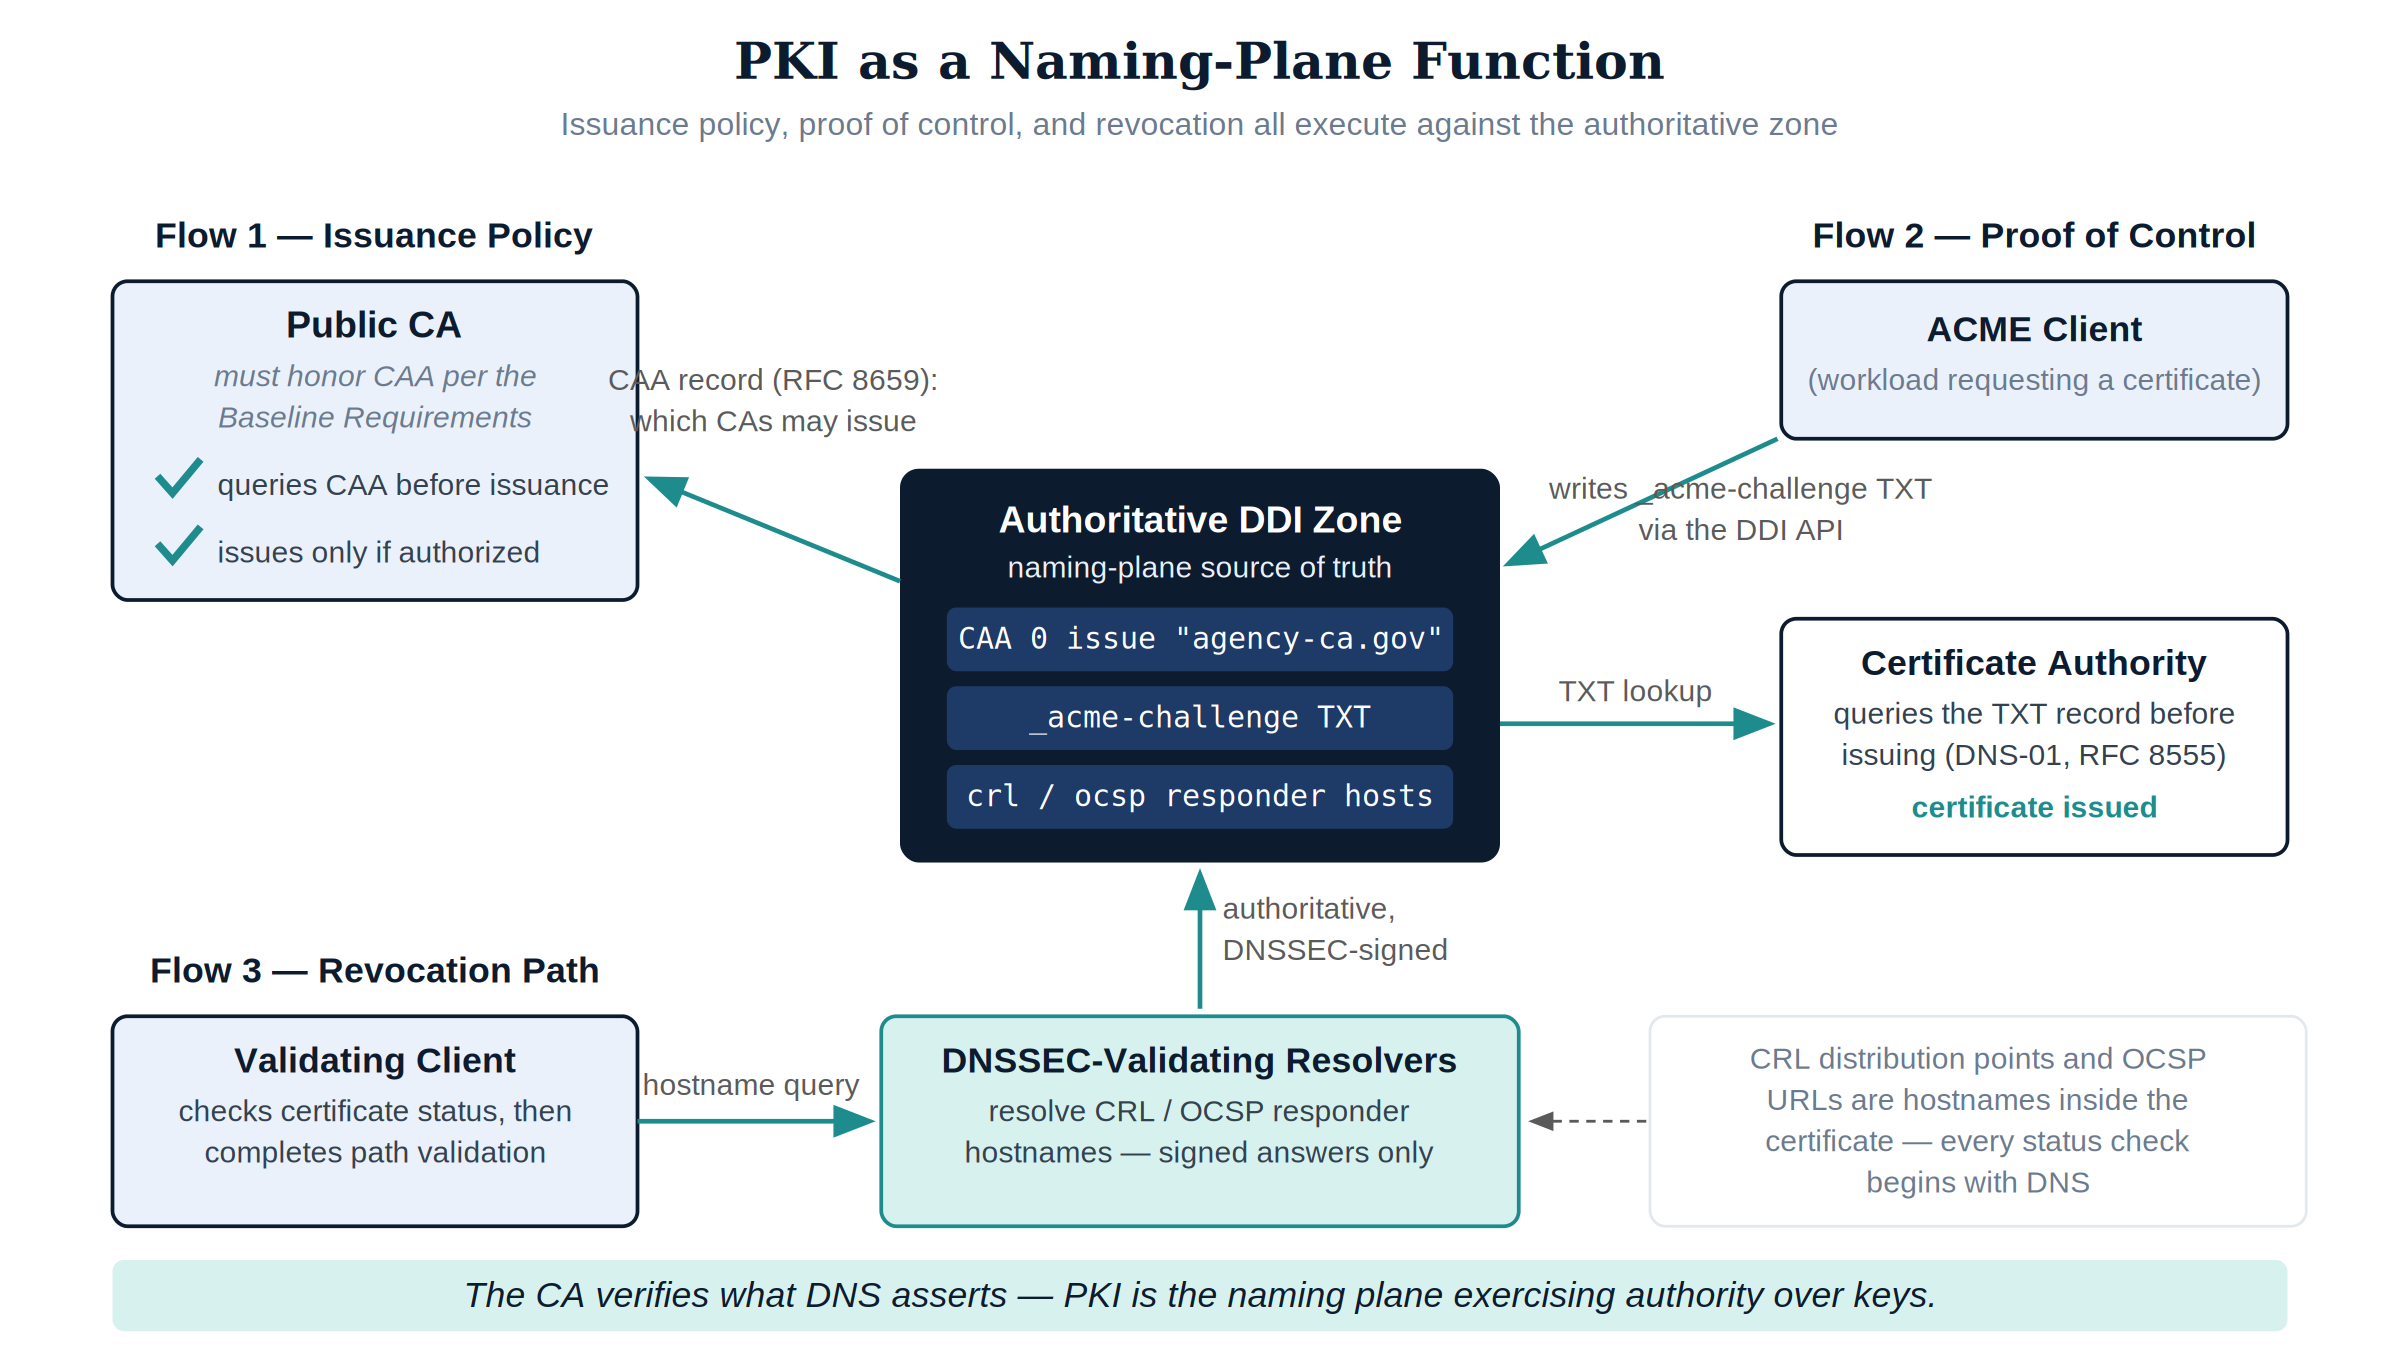 PKI as a Naming-Plane Function
Issuance policy, proof of control, and revocation all execute against the authoritative zone
Flow 1 — Issuance Policy
Public CA
must honor CAA per the
Baseline Requirements
queries CAA before issuance
issues only if authorized
CAA record (RFC 8659):
which CAs may issue
Flow 2 — Proof of Control
ACME Client
(workload requesting a certificate)
writes _acme-challenge TXT
via the DDI API
Authoritative DDI Zone
naming-plane source of truth
CAA 0 issue "agency-ca.gov"
_acme-challenge TXT
crl / ocsp responder hosts
TXT lookup
Certificate Authority
queries the TXT record before
issuing (DNS-01, RFC 8555)
certificate issued
authoritative,
DNSSEC-signed
Flow 3 — Revocation Path
Validating Client
checks certificate status, then
completes path validation
hostname query
DNSSEC-Validating Resolvers
resolve CRL / OCSP responder
hostnames — signed answers only
CRL distribution points and OCSP
URLs are hostnames inside the
certificate — every status check
begins with DNS
The CA verifies what DNS asserts — PKI is the naming plane exercising authority over keys.